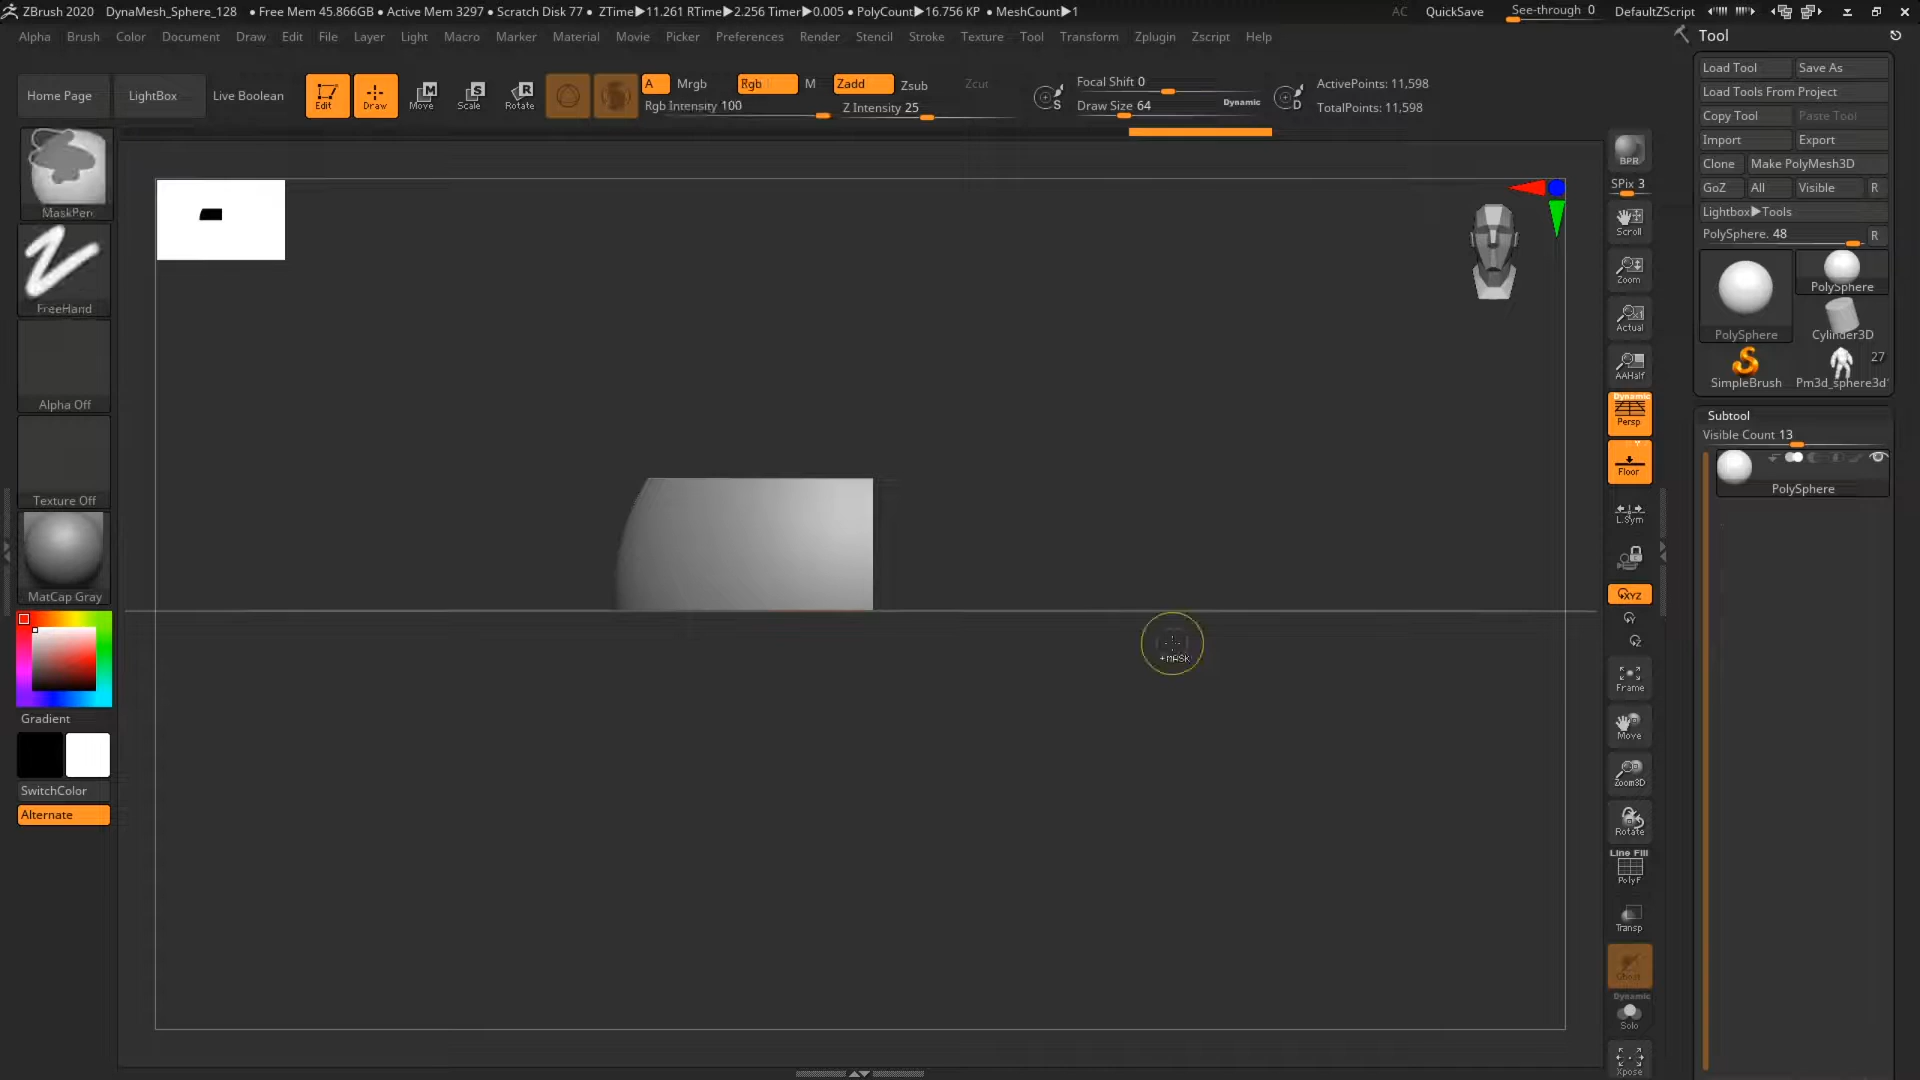 ZBrush 2020 DynaMesh_Sphere_128 • Free Mem 45.866GB • Active Mem 3297 • Scratch Disk 77 • ZTime▶11.261 RTime▶2.256 Timer▶0.005 • PolyCount▶16.756 KP • MeshCount▶1 AC QuickSave See-through 0 DefaultZScript
Alpha Brush Color Document Draw Edit File Layer Light Macro Marker Material Movie Picker Preferences Render Stencil Stroke Texture Tool Transform Zplugin Zscript Help
Tool
Home Page LightBox Live Boolean Edit Draw Move Scale Rotate
A Mrgb Rgb M Zadd Zsub Zcut
Rgb Intensity 100 Z Intensity 25
Focal Shift 0
Draw Size 64 Dynamic
S D
ActivePoints: 11,598
TotalPoints: 11,598
MaskPen
FreeHand
Alpha Off
Texture Off
MatCap Gray
Gradient
SwitchColor
Alternate
+MASK
BPR
SPix 3
Scroll
Zoom
Actual
AAHalf
Dynamic
Persp
Floor
L.Sym
XYZ
Y
Z
Frame
Move
Zoom3D
Rotate
Line Fill
PolyF
Transp
Ghost
Dynamic
Solo
Xpose
Load Tool Save As
Load Tools From Project
Copy Tool Paste Tool
Import Export
Clone Make PolyMesh3D
GoZ All Visible R
Lightbox▶Tools
PolySphere. 48 R
PolySphere
PolySphere
Cylinder3D
27
SimpleBrush Pm3d_sphere3d
Subtool
Visible Count 13
PolySphere